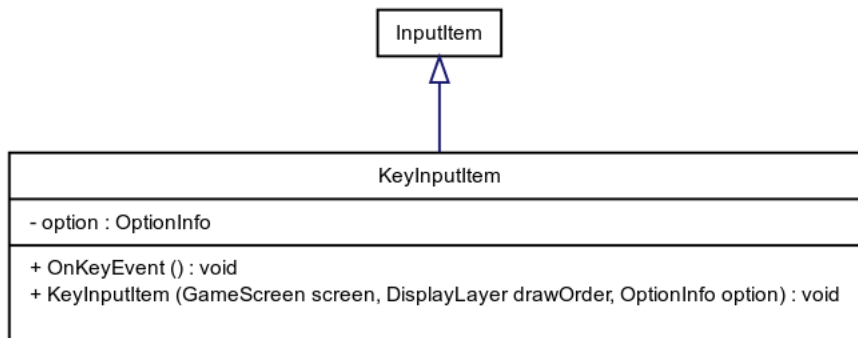 InputItem
KeyInputItem
- option : OptionInfo
+ OnKeyEvent () : void
+ KeyInputItem (GameScreen screen, DisplayLayer drawOrder, OptionInfo option) : void